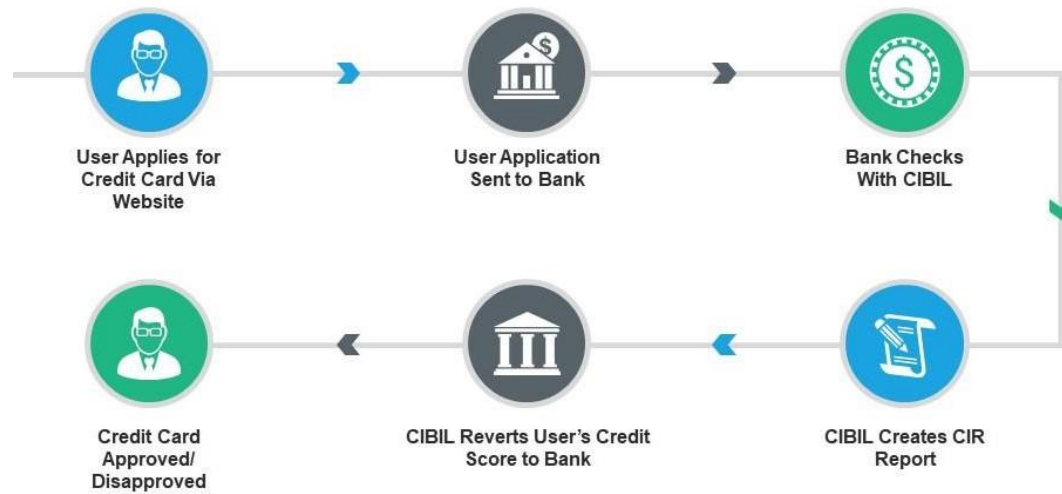 $
$
User Applies for
Credit Card Via
Website
User Application
Sent to Bank
Bank Checks
With CIBIL
Credit Card
Approved/
Disapproved
CIBIL Reverts User's Credit
Score to Bank
CIBIL Creates CIR
Report